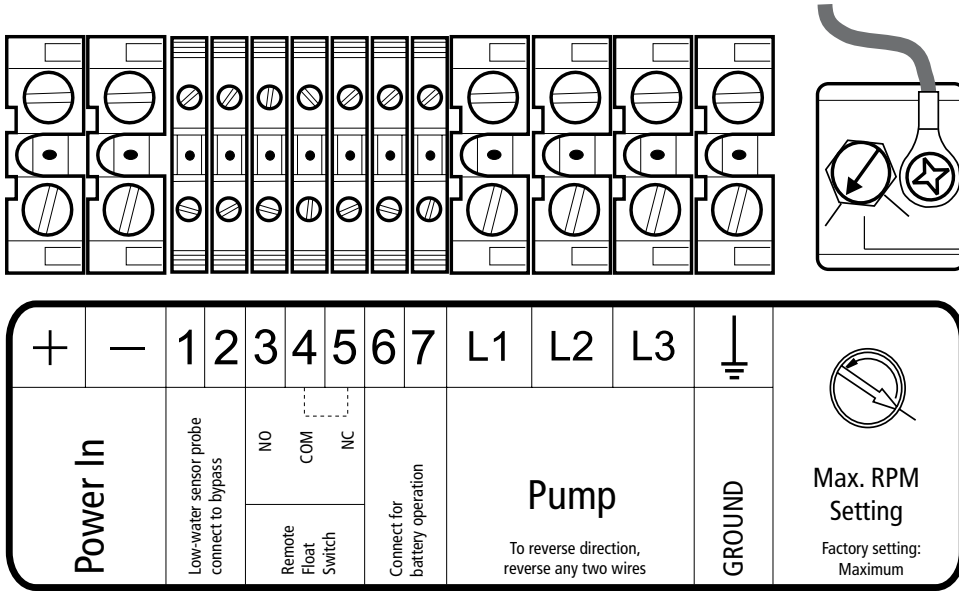 + — 1 2 3 4 5 6 7 L1 L2 L3
Power In
Low-water sensor probe
connect to bypass
NO
COM
NC
Remote
Float
Switch
Connect for
battery operation
Pump
To reverse direction,
reverse any two wires
GROUND
Max. RPM
Setting
Factory setting:
Maximum